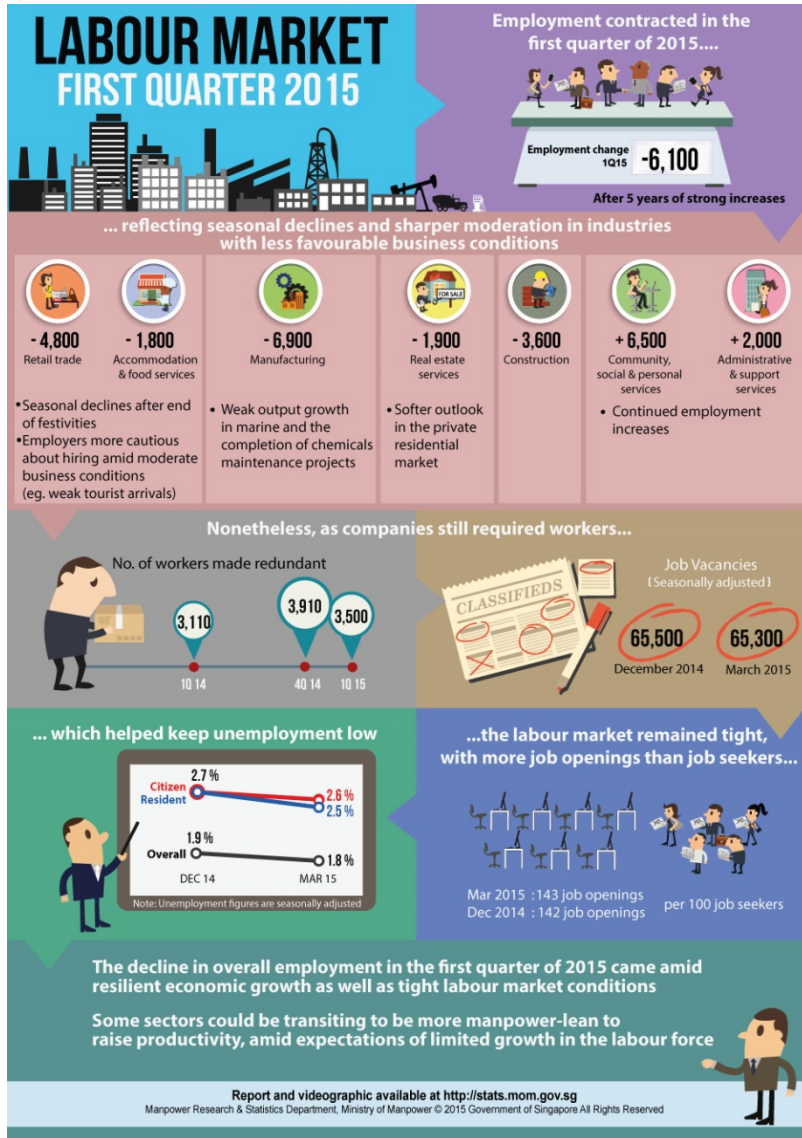 LABOUR MARKET
FIRST QUARTER 2015
Employment contracted in the
first quarter of 2015....
Employment change
1Q15
-6,100
After 5 years of strong increases
... reflecting seasonal declines and sharper moderation in industries
with less favourable business conditions
FOR SALE
- 4,800
Retail trade
- 1,800
Accommodation
& food services
- 6,900
Manufacturing
- 1,900
Real estate
services
- 3,600
Construction
+ 6,500
Community,
social & personal
services
+ 2,000
Administrative
& support
services
•Seasonal declines after end
of festivities
•Employers more cautious
about hiring amid moderate
business conditions
(eg. weak tourist arrivals)
• Weak output growth
in marine and the
completion of chemicals
maintenance projects
• Softer outlook
in the private
residential
market
• Continued employment
increases
Nonetheless, as companies still required workers...
No. of workers made redundant
3,110
3,910
3,500
1Q 14
4Q 14
1Q 15
CLASSIFIEDS
Job Vacancies
[Seasonally adjusted]
65,500
December 2014
65,300
March 2015
... which helped keep unemployment low
2.7 %
Citizen
Resident
2.6 %
2.5 %
1.9 %
Overall
1.8 %
DEC 14
MAR 15
Note: Unemployment figures are seasonally adjusted
...the labour market remained tight,
with more job openings than job seekers...
Mar 2015 :143 job openings
Dec 2014 : 142 job openings
per 100 job seekers
The decline in overall employment in the first quarter of 2015 came amid
resilient economic growth as well as tight labour market conditions
Some sectors could be transiting to be more manpower-lean to
raise productivity, amid expectations of limited growth in the labour force
Report and videographic available at http://stats.mom.gov.sg
Manpower Research & Statistics Department, Ministry of Manpower © 2015 Government of Singapore All Rights Reserved